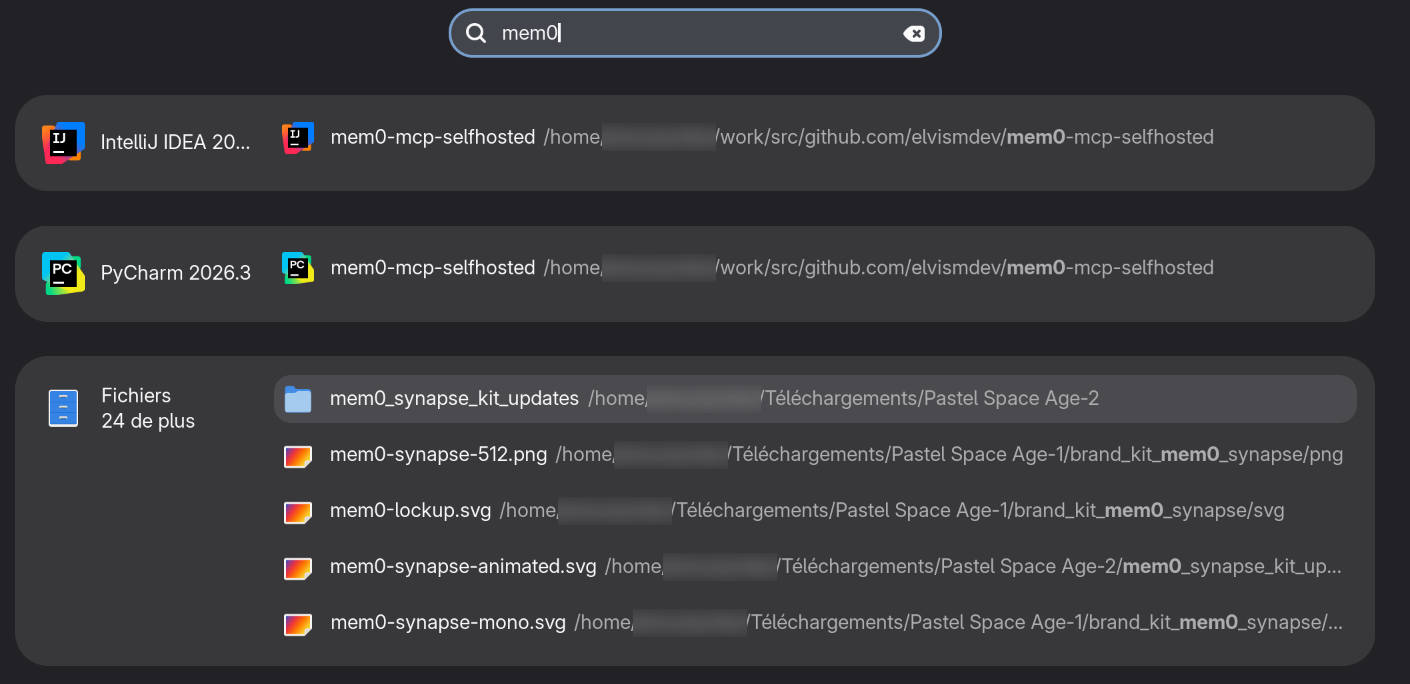 mem0
IJ
IntelliJ IDEA 20...
IJ
mem0-mcp-selfhosted /home/ /work/src/github.com/elvismdev/mem0-mcp-selfhosted
PC
PyCharm 2026.3
PC
mem0-mcp-selfhosted /home/ /work/src/github.com/elvismdev/mem0-mcp-selfhosted
Fichiers
24 de plus
mem0_synapse_kit_updates /home/ /Téléchargements/Pastel Space Age-2
mem0-synapse-512.png /home/ /Téléchargements/Pastel Space Age-1/brand_kit_mem0_synapse/png
mem0-lockup.svg /home/ /Téléchargements/Pastel Space Age-1/brand_kit_mem0_synapse/svg
mem0-synapse-animated.svg /home/ /Téléchargements/Pastel Space Age-2/mem0_synapse_kit_up...
mem0-synapse-mono.svg /home/ /Téléchargements/Pastel Space Age-1/brand_kit_mem0_synapse/...